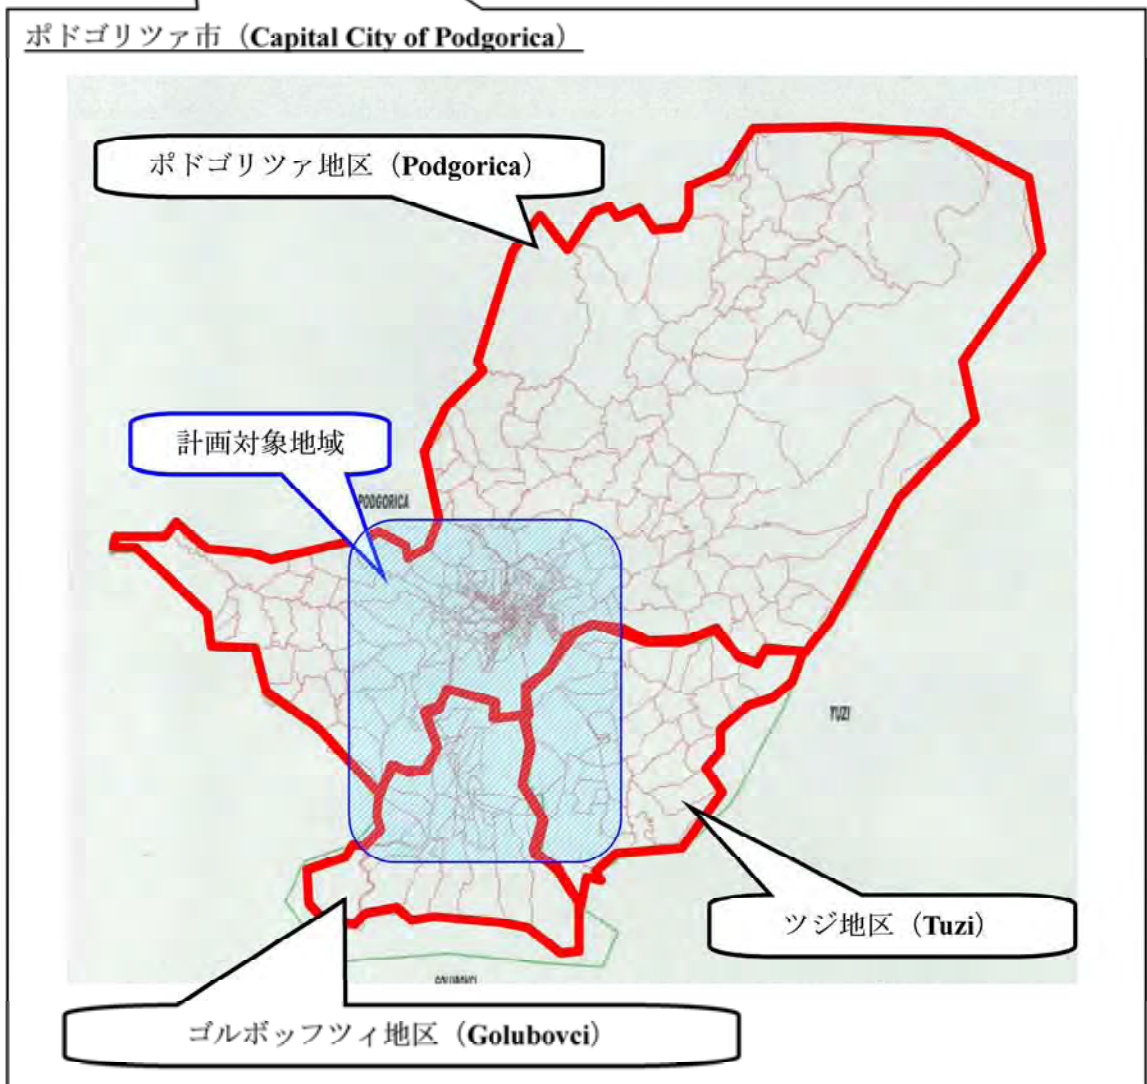 ポドゴリツァ市（Capital City of Podgorica）
ポドゴリツァ地区（Podgorica）
計画対象地域
PODGORICA
TUZI
ツジ地区（Tuzi）
ゴルボッフツィ地区（Golubovci）